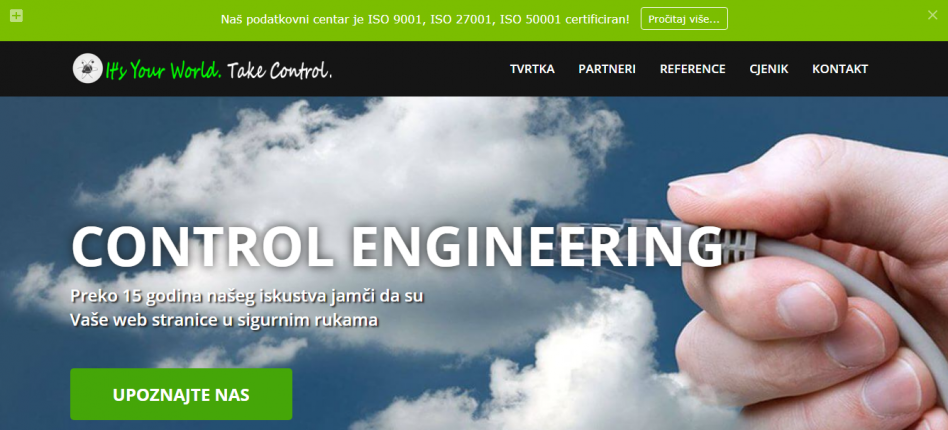 Naš podatkovni centar je ISO 9001, ISO 27001, ISO 50001 certificiran! Pročitaj više...
It's Your World. Take Control.
TVRTKA PARTNERI REFERENCE CJENIK KONTAKT
CONTROL ENGINEERING
Preko 15 godina našeg iskustva jamči da su
Vaše web stranice u sigurnim rukama
UPOZNAJTE NAS